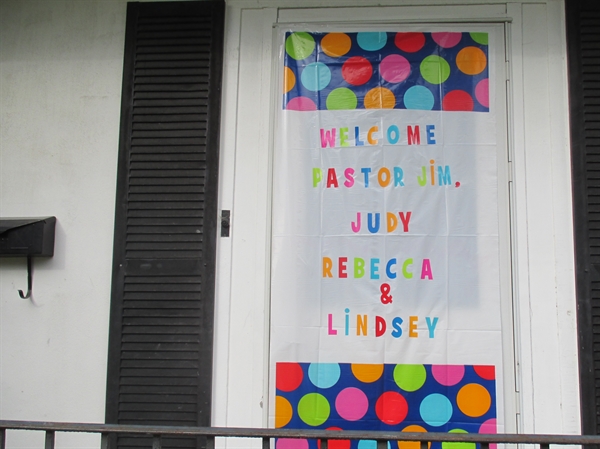 WELCOME
PASTOR JiM,
JUDY
REBECCA
&
LiNDSEY